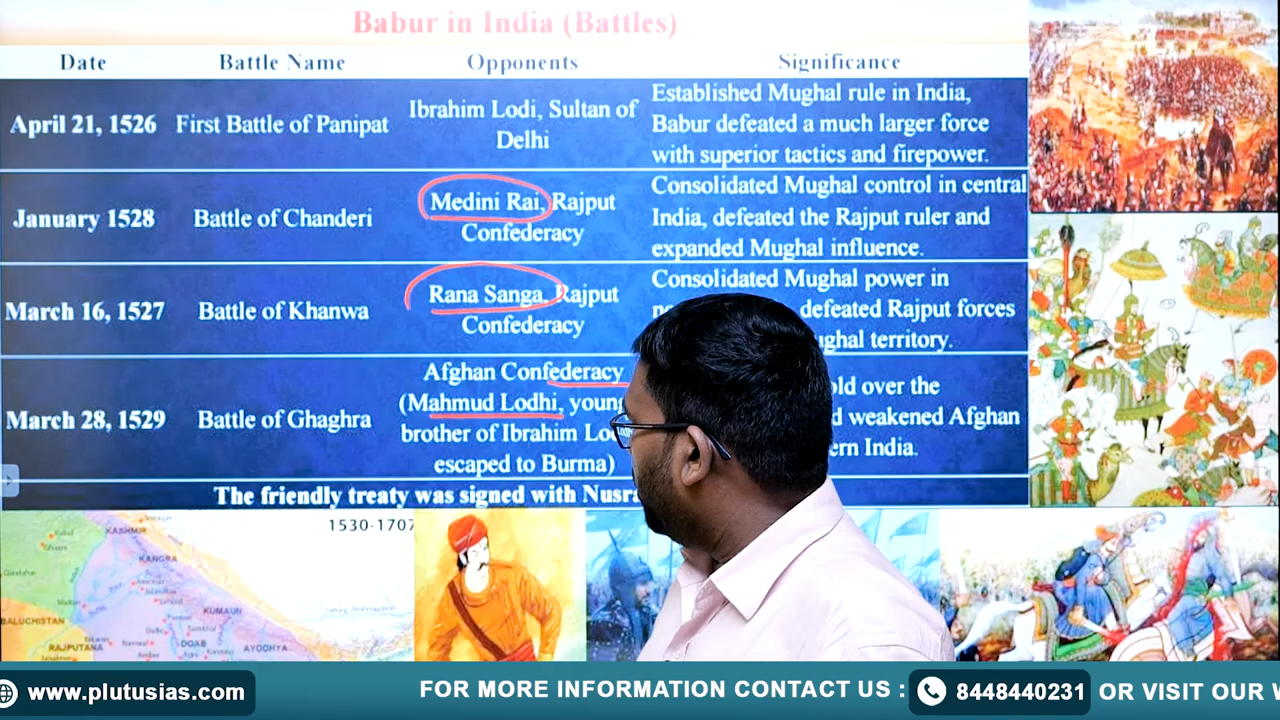 Babur in India (Battles)
Date Battle Name Opponents Significance
April 21, 1526 First Battle of Panipat Ibrahim Lodi, Sultan of Delhi
Established Mughal rule in India,
Babur defeated a much larger force
with superior tactics and firepower.
January 1528 Battle of Chanderi Medini Rai, Rajput
Confederacy
Consolidated Mughal control in central
India, defeated the Rajput ruler and
expanded Mughal influence.
March 16, 1527 Battle of Khanwa Rana Sanga, Rajput
Confederacy
Consolidated Mughal power in
defeated Rajput forces
territory.
March 28, 1529 Battle of Ghaghra Afghan Confederacy
(Mahmud Lodhi,
brother of Ibrahim
escaped to Burma)
over the
weakened Afghan
India.
The friendly treaty was signed with
1530-1707
KASHMIR
KANGRA
KUMAUN
BALUCHISTAN
RAJPUTANA
DOAB
AYODHYA
www.plutusias.com
FOR MORE INFORMATION CONTACT US :
8448440231
OR VISIT OUR